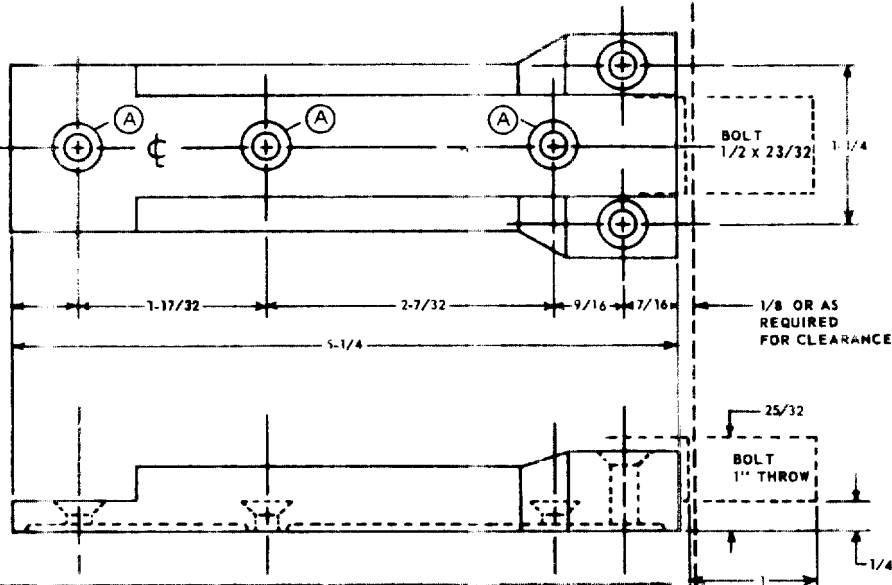 A
A
A
℄
BOLT
1/2 x 23/32
1-1/4
1-17/32
2-7/32
9/16
7/16
1/8 OR AS
REQUIRED
FOR CLEARANCE
5-1/4
25/32
BOLT
1" THROW
1/4
1